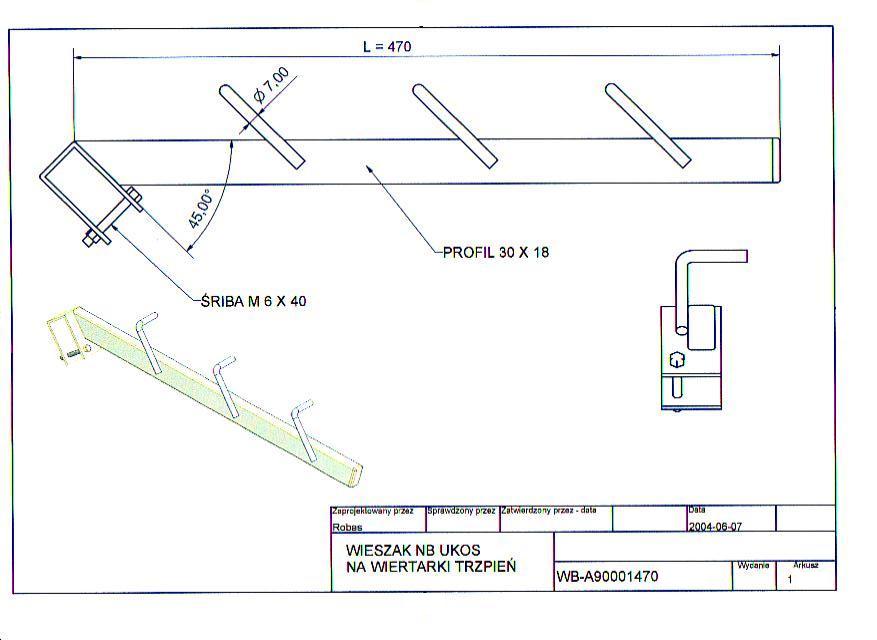 L = 470
Ø 7,00
45,00°
PROFIL 30 X 18
ŚRIBA M 6 X 40
Zaprojektowany przez
Sprawdzony przez
Zatwierdzony przez - data
Data
Robas
2004-06-07
WIESZAK NB UKOS
NA WIERTARKI TRZPIEŃ
WB-A90001470
Wydanie
Arkusz
1